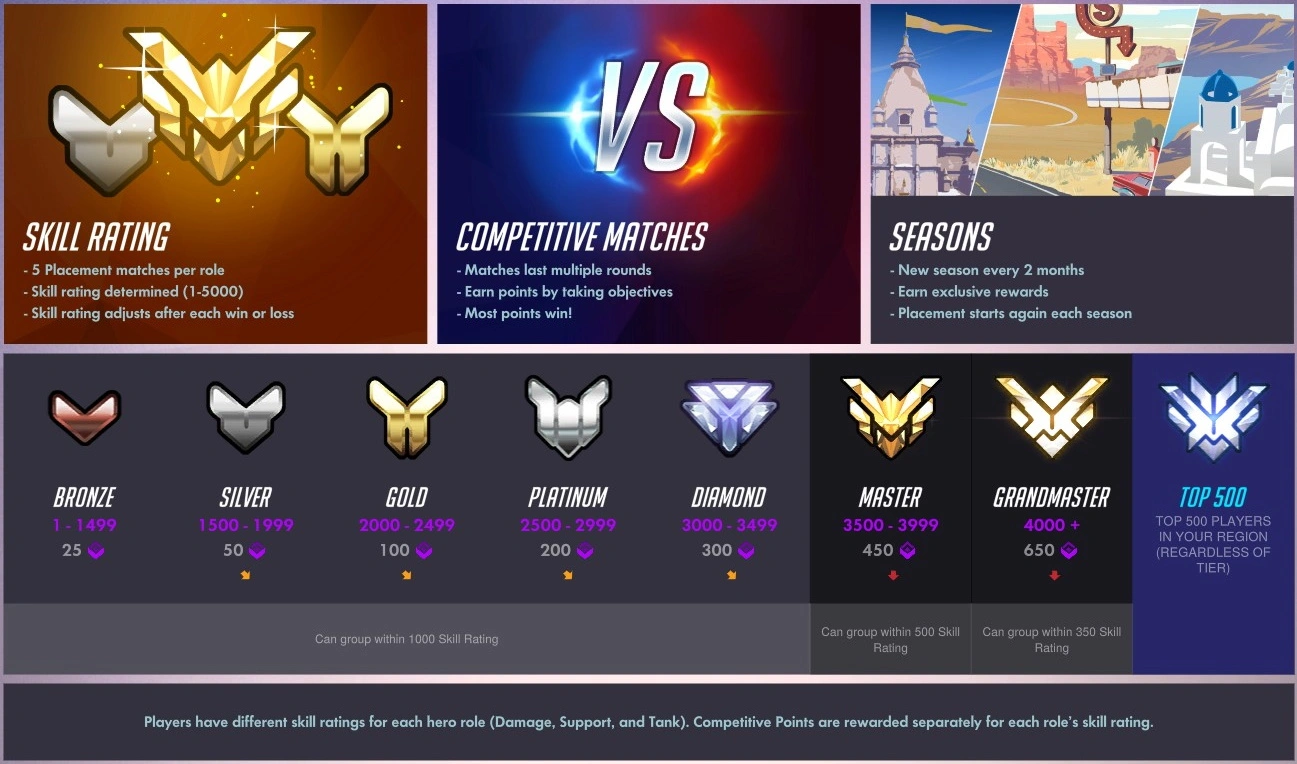 SKILL RATING
- 5 Placement matches per role
- Skill rating determined (1-5000)
- Skill rating adjusts after each win or loss
VS
COMPETITIVE MATCHES
- Matches last multiple rounds
- Earn points by taking objectives
- Most points win!
S
SEASONS
- New season every 2 months
- Earn exclusive rewards
- Placement starts again each season
BRONZE
1 - 1499
25
SILVER
1500 - 1999
50
GOLD
2000 - 2499
100
PLATINUM
2500 - 2999
200
DIAMOND
3000 - 3499
300
MASTER
3500 - 3999
450
GRANDMASTER
4000 +
650
TOP 500
TOP 500 PLAYERS
IN YOUR REGION
(REGARDLESS OF
TIER)
Can group within 1000 Skill Rating
Can group within 500 Skill
Rating
Can group within 350 Skill
Rating
Players have different skill ratings for each hero role (Damage, Support, and Tank). Competitive Points are rewarded separately for each role's skill rating.